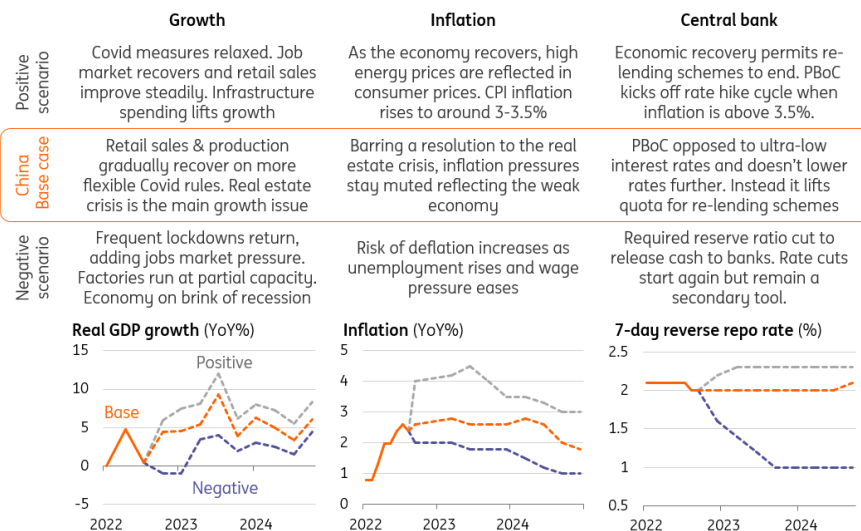 Growth
Inflation
Central bank
Positive
scenario
Covid measures relaxed. Job
market recovers and retail sales
improve steadily. Infrastructure
spending lifts growth
As the economy recovers, high
energy prices are reflected in
consumer prices. CPI inflation
rises to around 3-3.5%
Economic recovery permits re-
lending schemes to end. PBoC
kicks off rate hike cycle when
inflation is above 3.5%.
China
Base case
Retail sales & production
gradually recover on more
flexible Covid rules. Real estate
crisis is the main growth issue
Barring a resolution to the real
estate crisis, inflation pressures
stay muted reflecting the weak
economy
PBoC opposed to ultra-low
interest rates and doesn't lower
rates further. Instead it lifts
quota for re-lending schemes
Negative
scenario
Frequent lockdowns return,
adding jobs market pressure.
Factories run at partial capacity.
Economy on brink of recession
Risk of deflation increases as
unemployment rises and wage
pressure eases
Required reserve ratio cut to
release cash to banks. Rate cuts
start again but remain a
secondary tool.
Real GDP growth (YoY%)
15
10
5
0
-5
Positive
Base
Negative
2022
2023
2024
Inflation (YoY%)
5
4
3
2
1
0
2022
2023
2024
7-day reverse repo rate (%)
2.5
2
1.5
1
0.5
2022
2023
2024